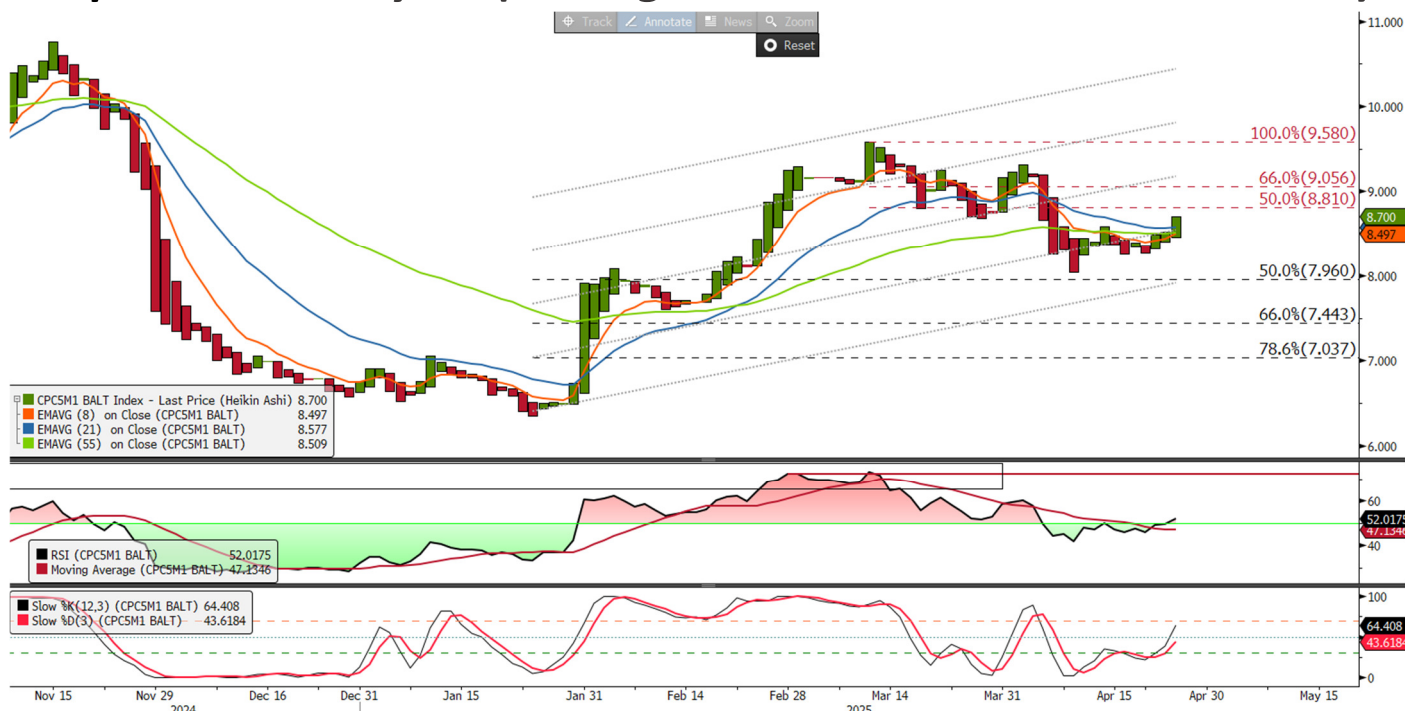 Track Annotate News Zoom
Reset
11.000
10.000
100.0%(9.580)
66.0%(9.056)
9.000
50.0%(8.810)
8.700
8.497
50.0%(7.960)
8.000
66.0%(7.443)
78.6%(7.037)
7.000
6.000
CPC5M1 BALT Index - Last Price (Heikin Ashi) 8.700
EMAVG (8) on Close (CPC5M1 BALT) 8.497
EMAVG (21) on Close (CPC5M1 BALT) 8.577
EMAVG (55) on Close (CPC5M1 BALT) 8.509
60
52.0175
47.1346
40
RSI (CPC5M1 BALT) 52.0175
Moving Average (CPC5M1 BALT) 47.1346
Slow %K(12,3) (CPC5M1 BALT) 64.408
Slow %D(3) (CPC5M1 BALT) 43.6184
100
64.408
43.6184
0
Nov 15 Nov 29 Dec 16 Dec 31 Jan 15 Jan 31 Feb 14 Feb 28 Mar 14 Mar 31 Apr 15 Apr 30 May 15
2024 2025